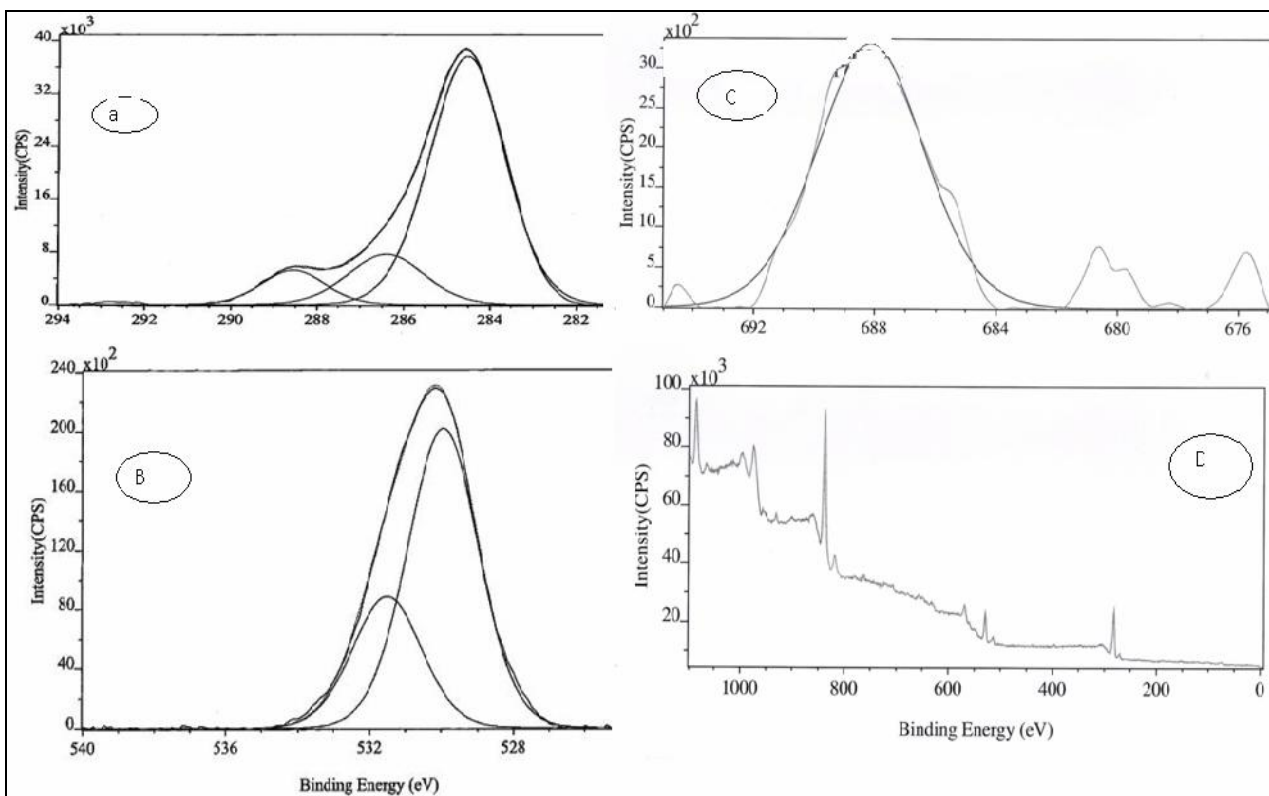 x10^3
40
32
24
16
8
0
Intensity(CPS)
a
294 292 290 288 286 284 282
x10^2
30
25
20
15
10
5
0
Intensity(CPS)
C
692 688 684 680 676
x10^2
240
200
160
120
80
40
0
Intensity(CPS)
B
540 536 532 528
Binding Energy (eV)
x10^3
100
80
60
40
20
Intensity(CPS)
D
1000 800 600 400 200 0
Binding Energy (eV)